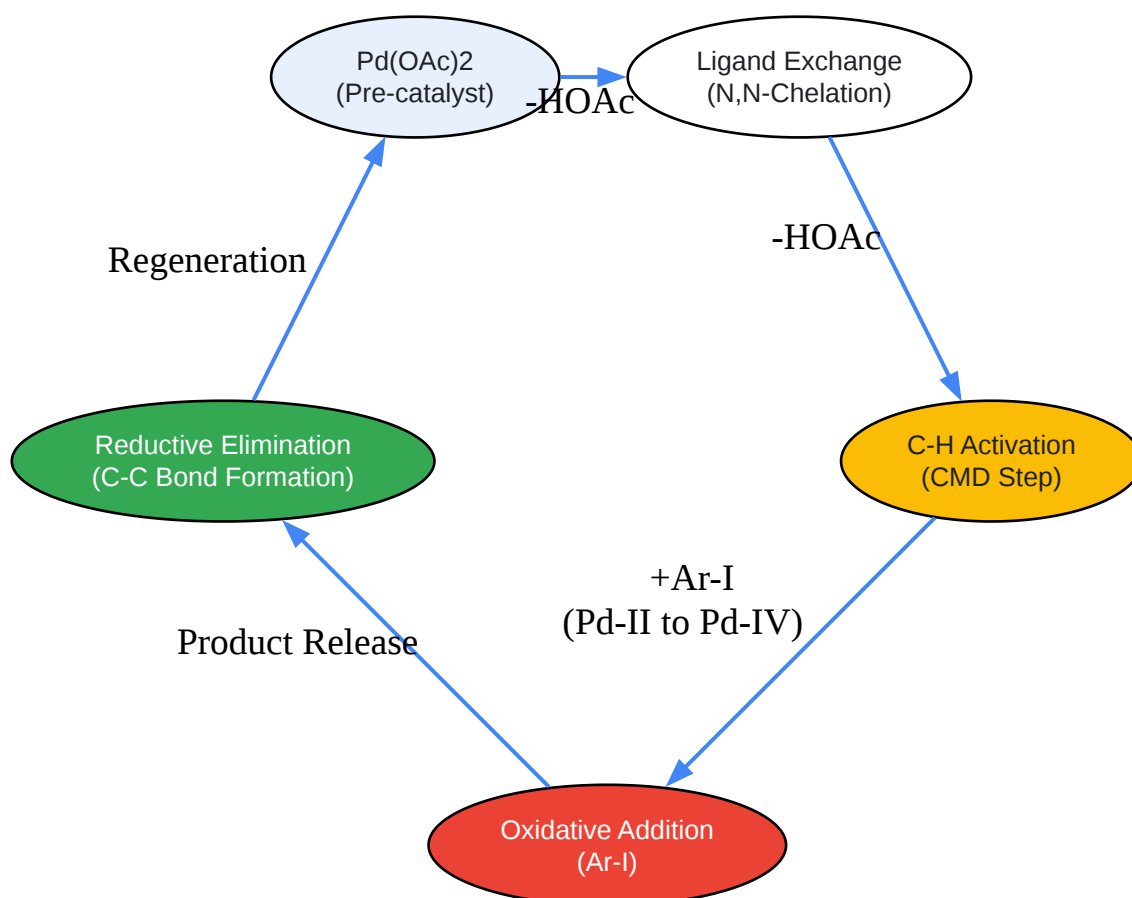 Pd(OAc)2
(Pre-catalyst)
-HOAc
Ligand Exchange
(N,N-Chelation)
-HOAc
Regeneration
Reductive Elimination
(C-C Bond Formation)
C-H Activation
(CMD Step)
+Ar-I
(Pd-II to Pd-IV)
Product Release
Oxidative Addition
(Ar-I)